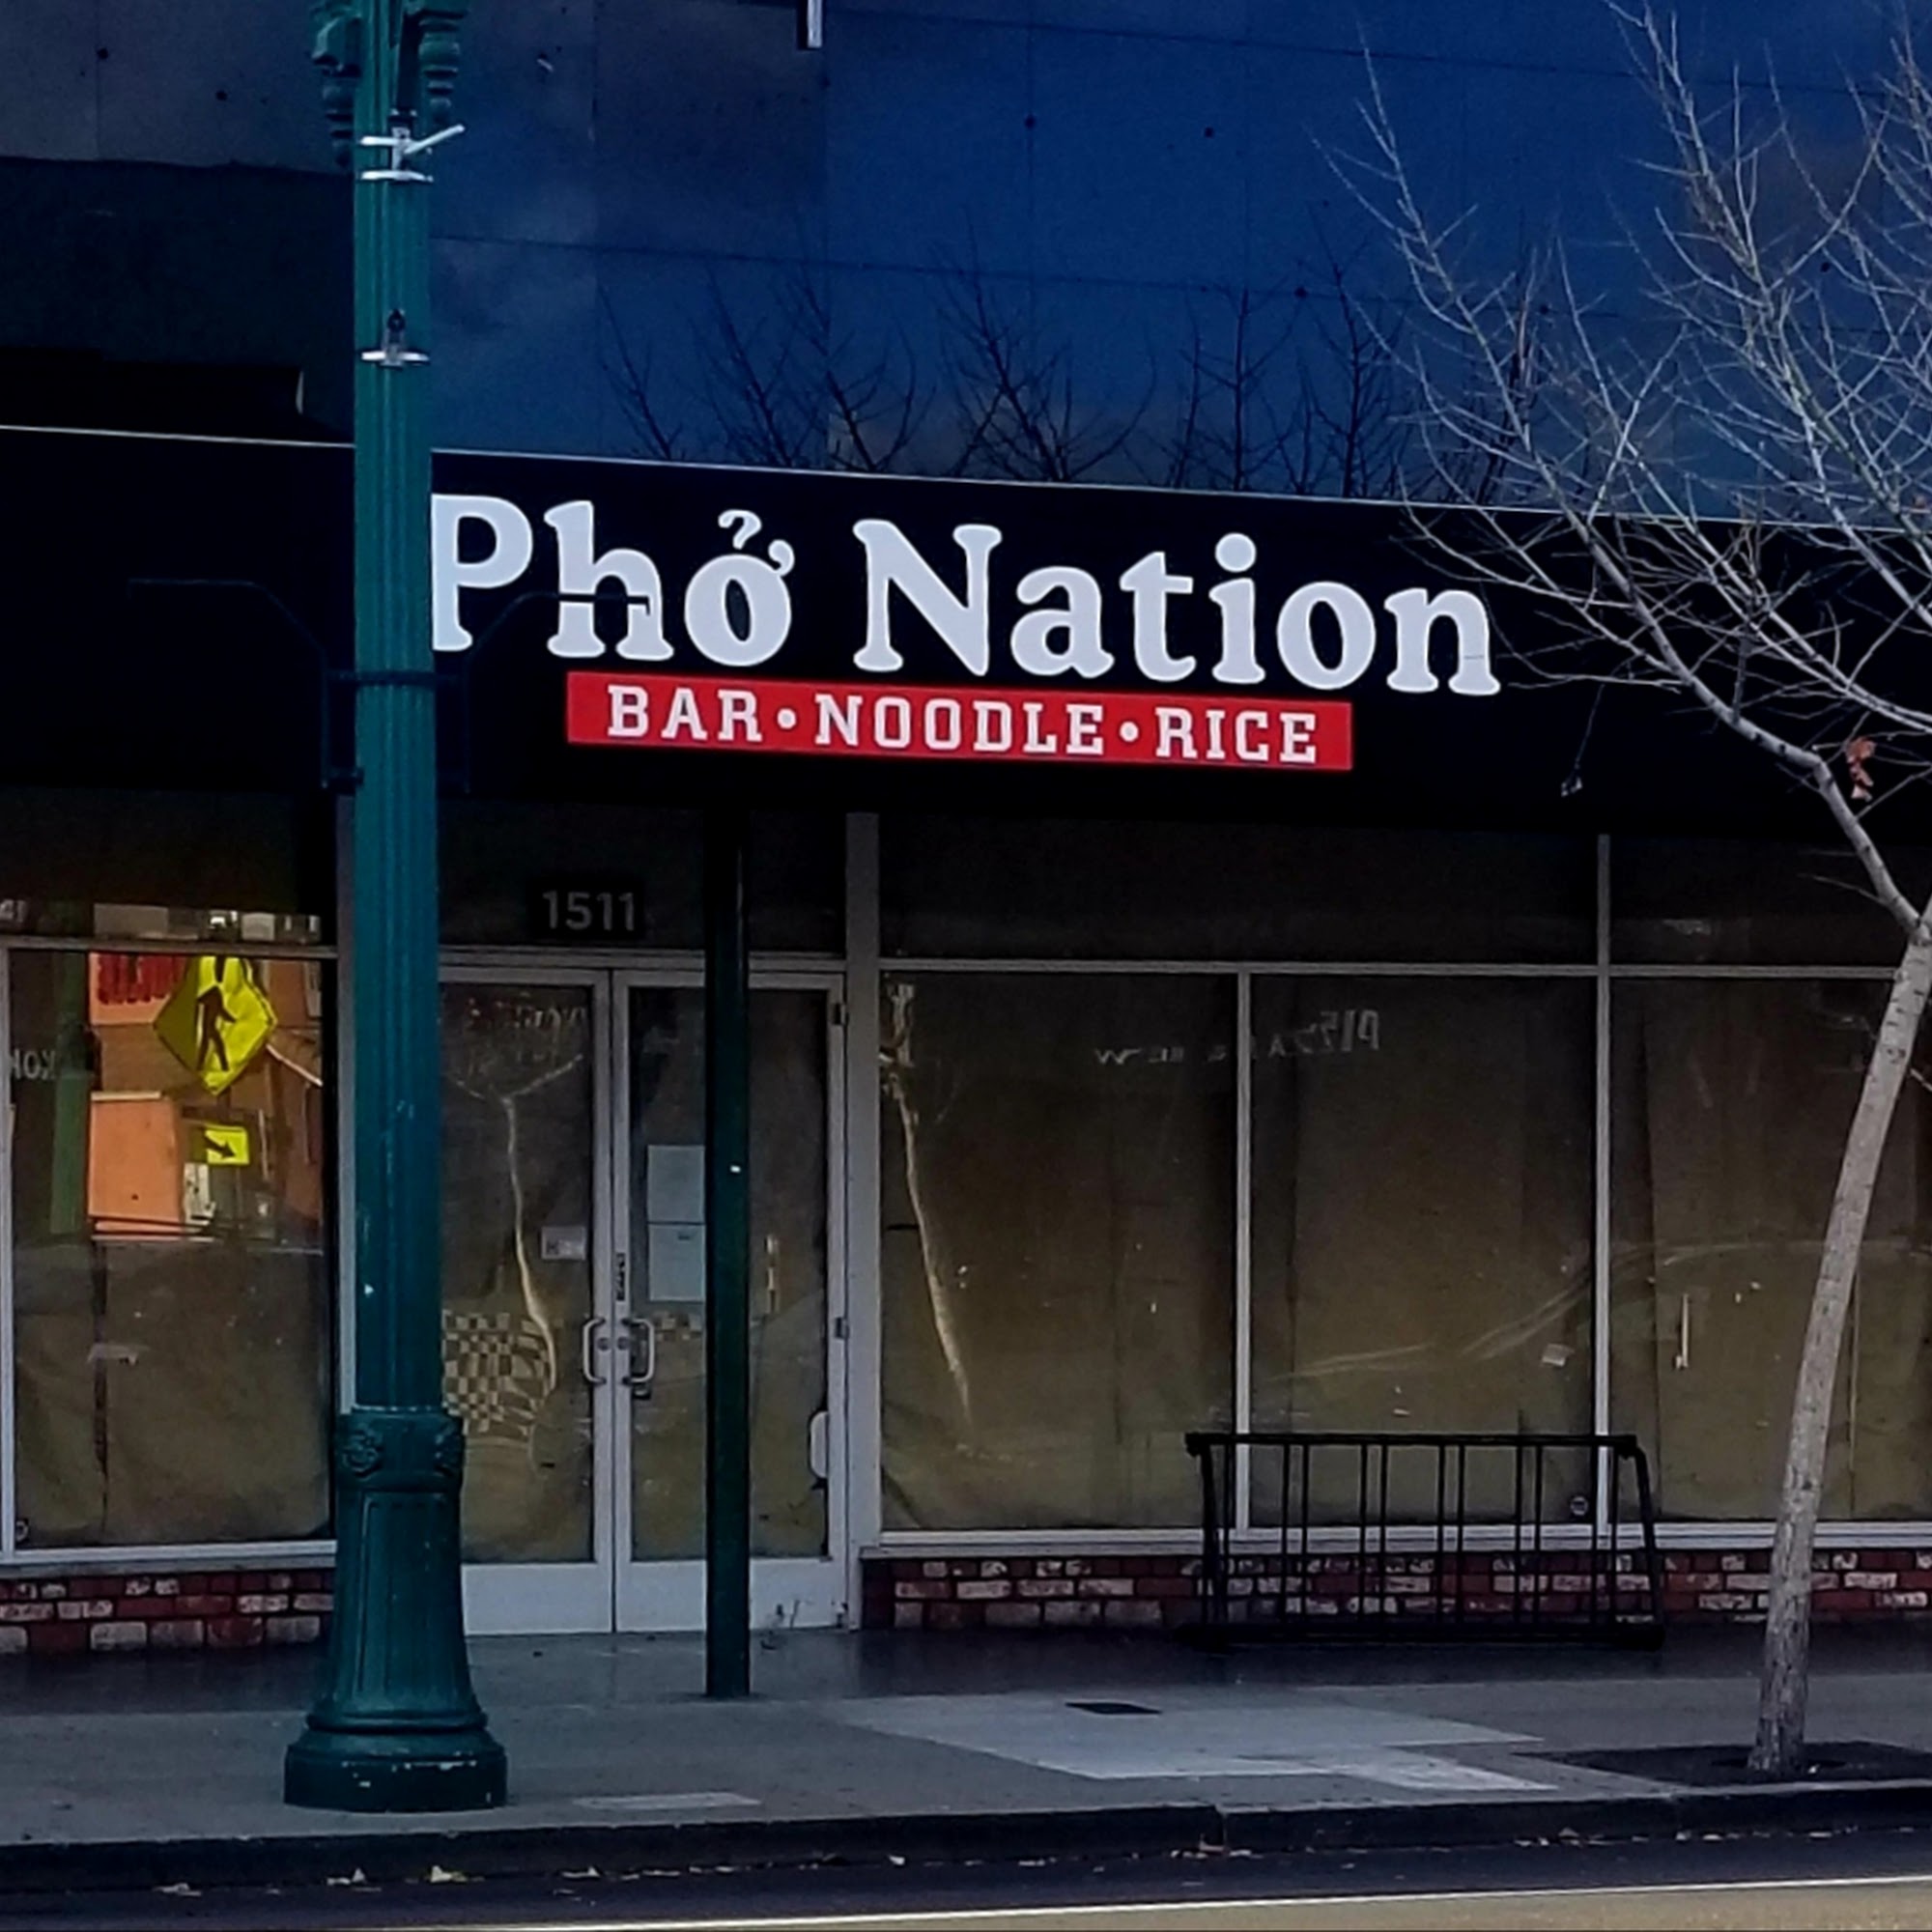 Phở Nation
BAR • NOODLE • RICE
1511